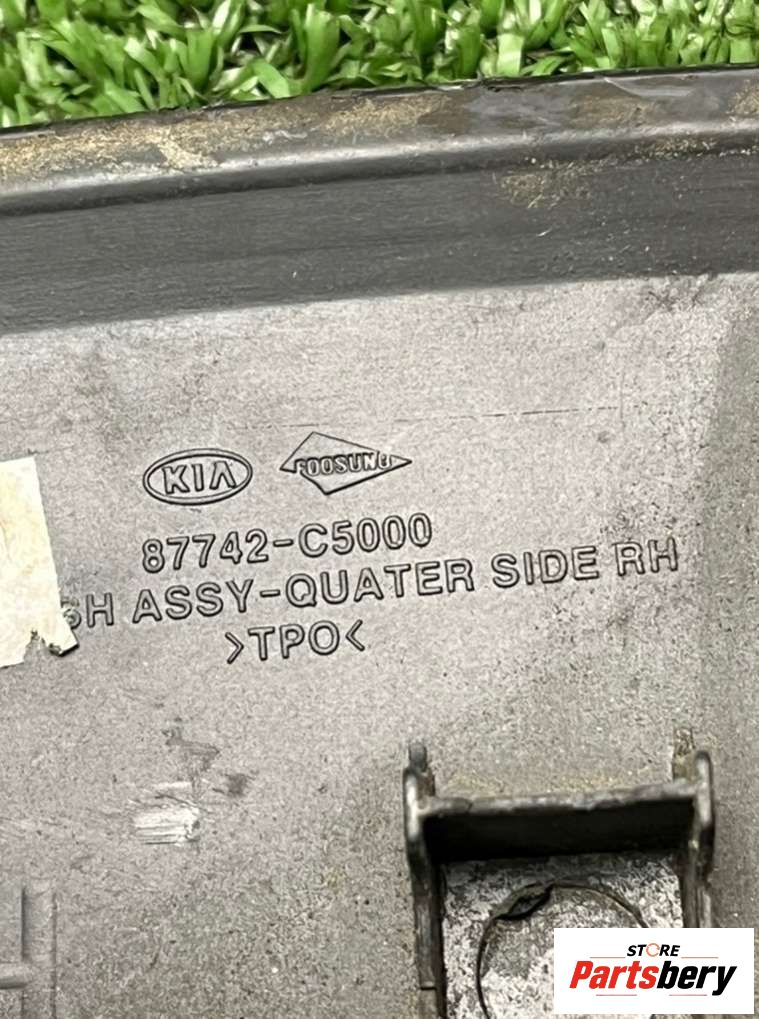 KIA FOOSUNG
87742-C5000
SH ASSY-QUATER SIDE RH
>TPO<
STORE
Partsbery